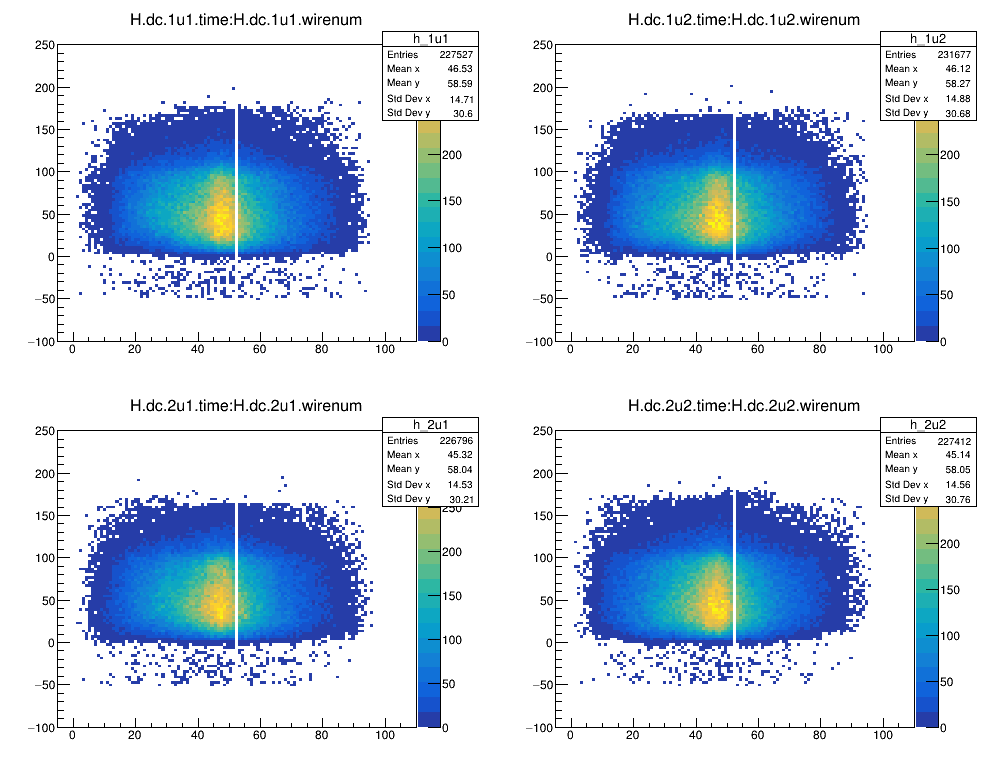 H.dc.1u1.time:H.dc.1u1.wirenum
h_1u1
Entries 227527
Mean x 46.53
Mean y 58.59
Std Dev x 14.71
Std Dev y 30.6
250
200
150
100
50
0
−50
−100
0 20 40 60 80 100
200
150
100
50
0
H.dc.1u2.time:H.dc.1u2.wirenum
h_1u2
Entries 231677
Mean x 46.12
Mean y 58.27
Std Dev x 14.88
Std Dev y 30.68
250
200
150
100
50
0
−50
−100
0 20 40 60 80 100
200
150
100
50
0
H.dc.2u1.time:H.dc.2u1.wirenum
h_2u1
Entries 226796
Mean x 45.32
Mean y 58.04
Std Dev x 14.53
Std Dev y 30.21
250
200
150
100
50
0
−50
−100
0 20 40 60 80 100
250
200
150
100
50
0
H.dc.2u2.time:H.dc.2u2.wirenum
h_2u2
Entries 227412
Mean x 45.14
Mean y 58.05
Std Dev x 14.56
Std Dev y 30.76
250
200
150
100
50
0
−50
−100
0 20 40 60 80 100
200
150
100
50
0